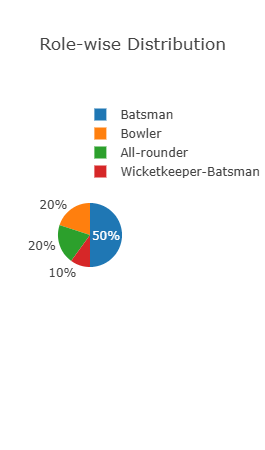 Role-wise Distribution
Batsman
Bowler
All-rounder
Wicketkeeper-Batsman
20%
50%
20%
10%